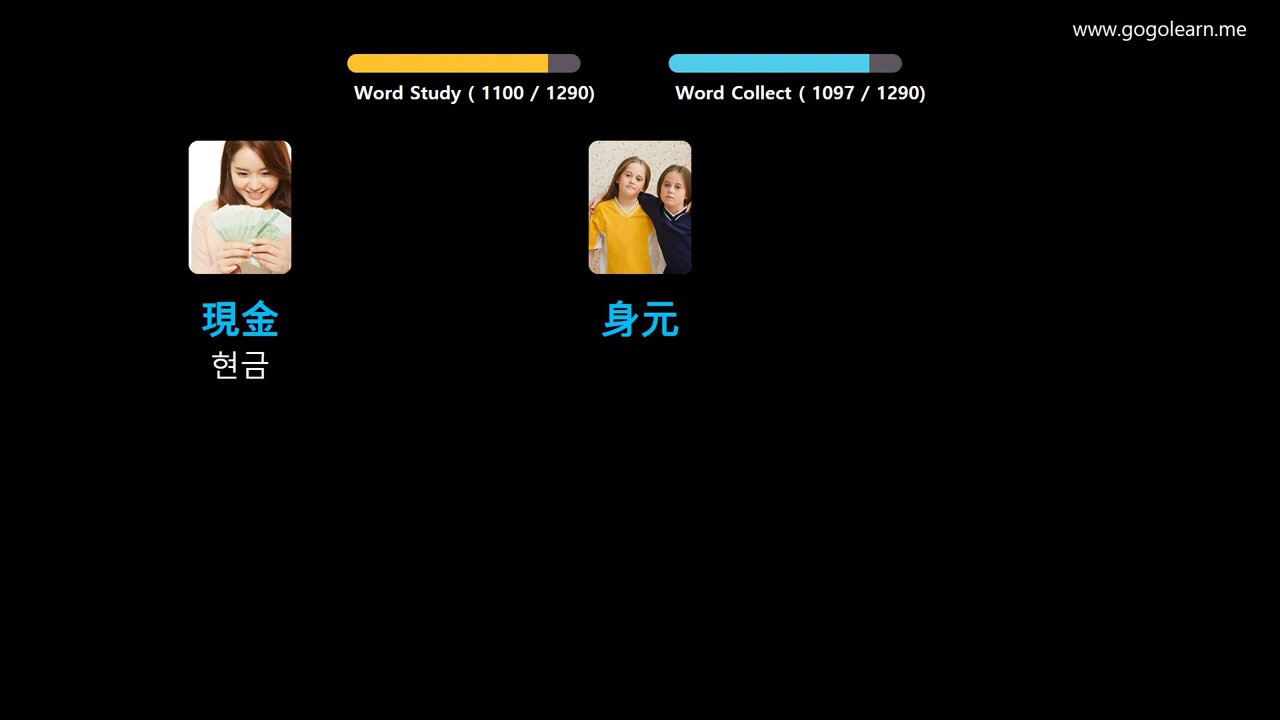 www.gogolearn.me
Word Study ( 1100 / 1290)
Word Collect ( 1097 / 1290)
現金
현금
身元